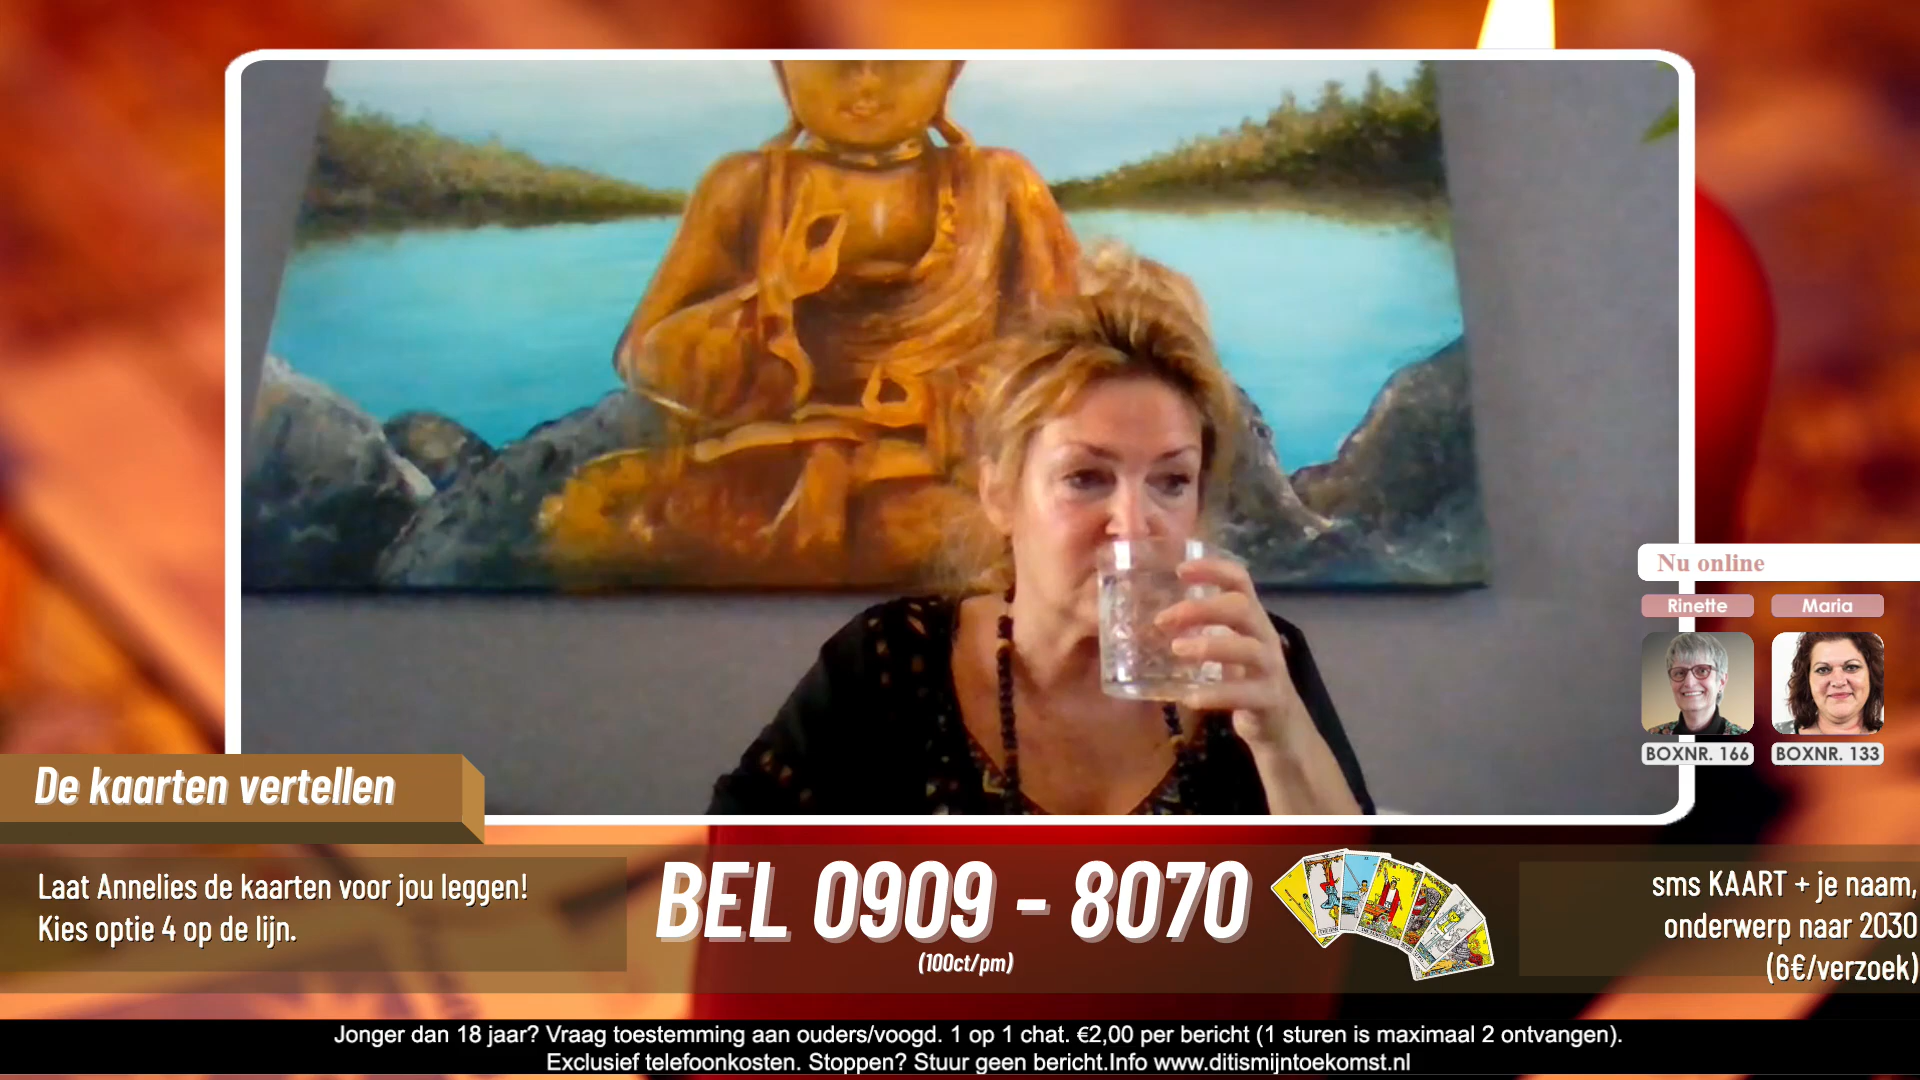 Nu online
Rinette
Maria
BOXNR. 166
BOXNR. 133
De kaarten vertellen
Laat Annelies de kaarten voor jou leggen!
Kies optie 4 op de lijn.
BEL 0909 - 8070
(100ct/pm)
sms KAART + je naam,
onderwerp naar 2030
(6€/verzoek)
Jonger dan 18 jaar? Vraag toestemming aan ouders/voogd. 1 op 1 chat. €2,00 per bericht (1 sturen is maximaal 2 ontvangen).
Exclusief telefoonkosten. Stoppen? Stuur geen bericht.Info www.ditismijntoekomst.nl